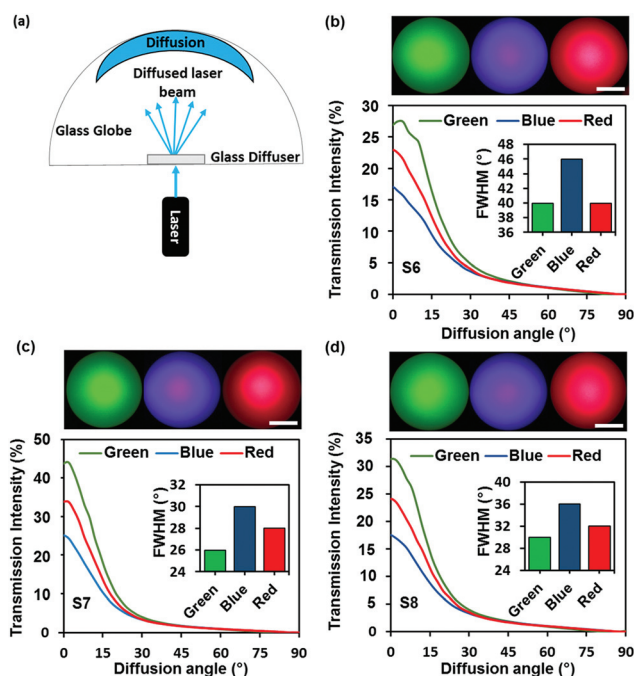 (a)
Diffusion
Diffused laser
beam
Glass Globe
Glass Diffuser
Laser
(b)
Transmission Intensity (%)
30
25
20
15
10
5
0
Green Blue Red
FWHM (°)
48
46
44
42
40
38
36
Green Blue Red
S6
0 15 30 45 60 75 90
Diffusion angle (°)
(c)
Transmission Intensity (%)
50
40
30
20
10
0
Green Blue Red
FWHM (°)
32
30
28
26
24
Green Blue Red
S7
0 15 30 45 60 75 90
Diffusion angle (°)
(d)
Transmission Intensity (%)
35
30
25
20
15
10
5
0
Green Blue Red
FWHM (°)
40
36
32
28
24
Green Blue Red
S8
0 15 30 45 60 75 90
Diffusion angle (°)